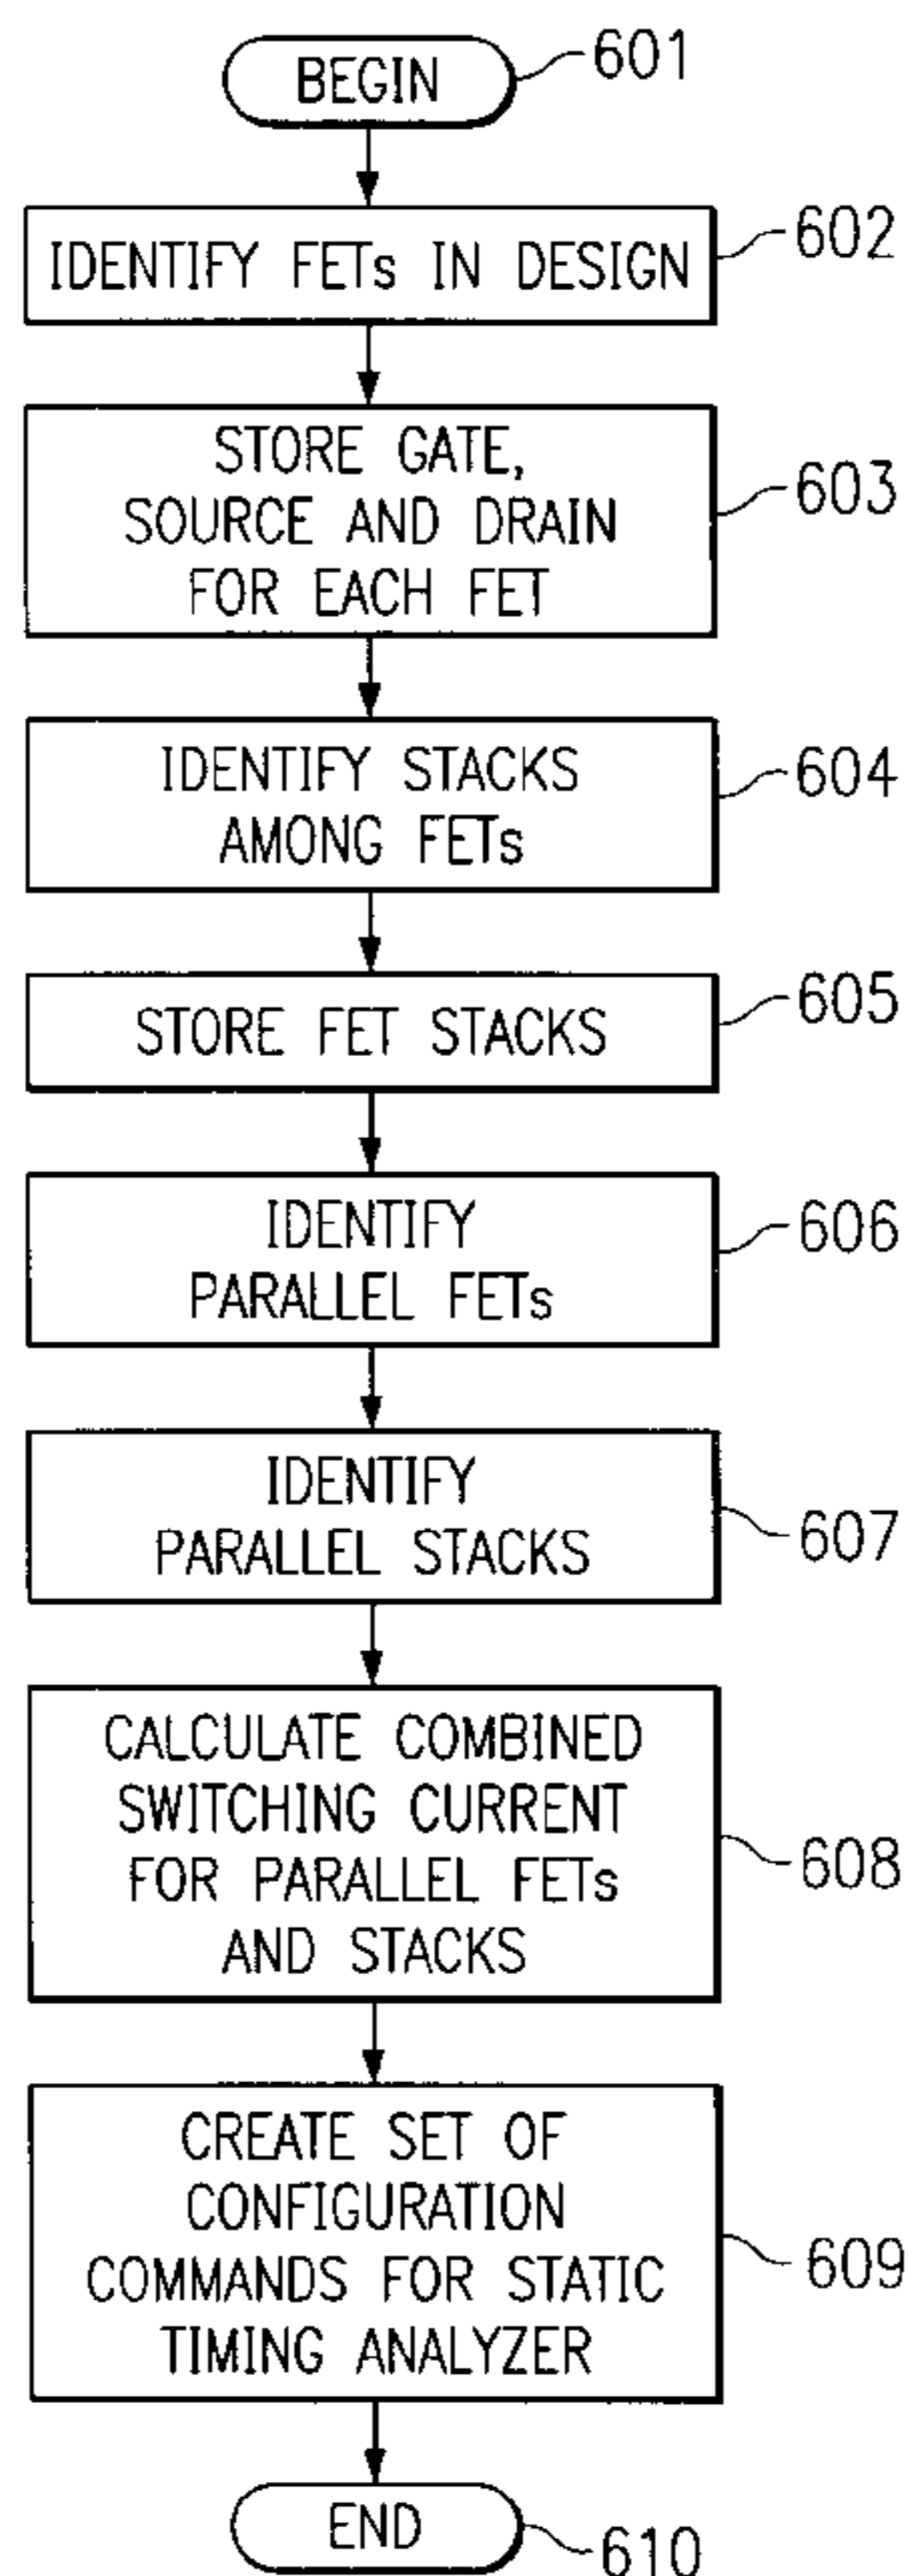 BEGIN
601
IDENTIFY FETs IN DESIGN
602
STORE GATE,
SOURCE AND DRAIN
FOR EACH FET
603
IDENTIFY STACKS
AMONG FETs
604
STORE FET STACKS
605
IDENTIFY
PARALLEL FETs
606
IDENTIFY
PARALLEL STACKS
607
CALCULATE COMBINED
SWITCHING CURRENT
FOR PARALLEL FETs
AND STACKS
608
CREATE SET OF
CONFIGURATION
COMMANDS FOR STATIC
TIMING ANALYZER
609
END
610